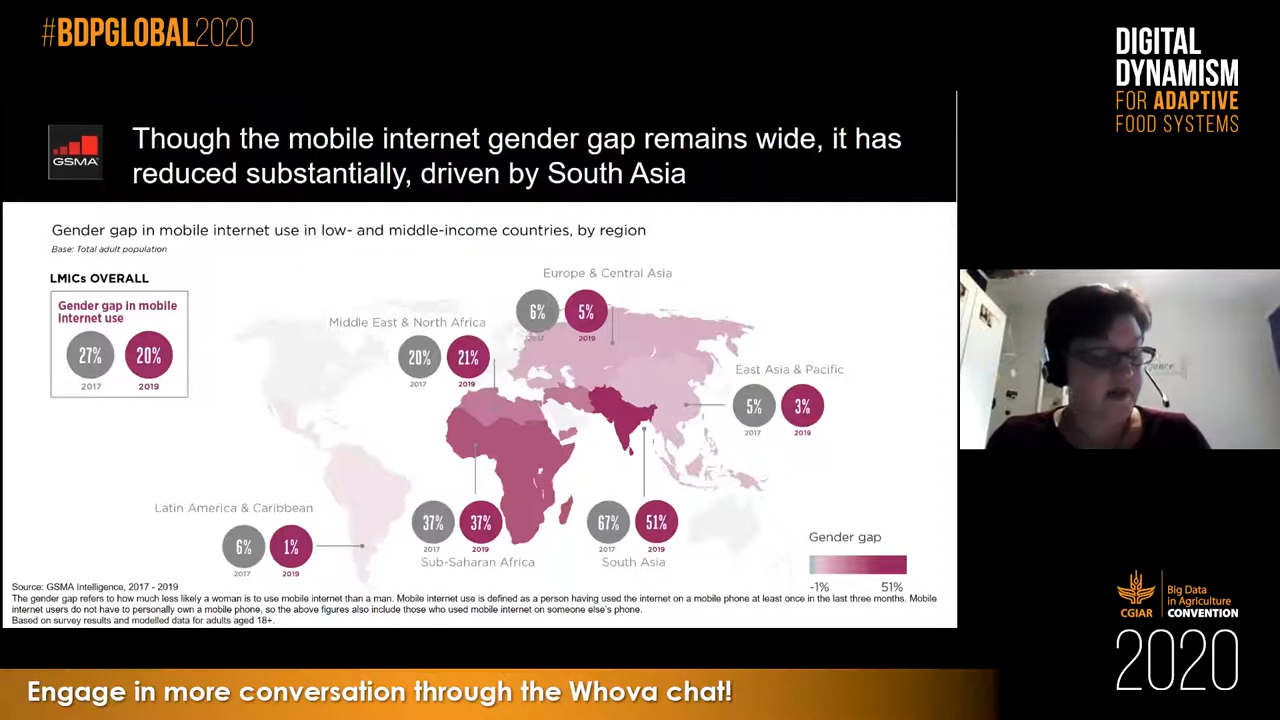 #BDPGLOBAL2020
DIGITAL
DYNAMISM
FOR ADAPTIVE
FOOD SYSTEMS
GSMA
Though the mobile internet gender gap remains wide, it has
reduced substantially, driven by South Asia
Gender gap in mobile internet use in low- and middle-income countries, by region
Base: Total adult population
LMICs OVERALL
Gender gap in mobile
Internet use
27% 20%
2017 2019
Europe & Central Asia
6% 5%
2017 2019
Middle East & North Africa
20% 21%
2017 2019
East Asia & Pacific
5% 3%
2017 2019
Latin America & Caribbean
6% 1%
2017 2019
37% 37%
2017 2019
Sub-Saharan Africa
67% 51%
2017 2019
South Asia
Gender gap
-1% 51%
Source: GSMA Intelligence, 2017 - 2019
The gender gap refers to how much less likely a woman is to use mobile internet than a man. Mobile internet use is defined as a person having used the internet on a mobile phone at least once in the last three months. Mobile
internet users do not have to personally own a mobile phone, so the above figures also include those who used mobile internet on someone else's phone.
Based on survey results and modelled data for adults aged 18+.
CGIAR
Big Data
in Agriculture
CONVENTION
2020
Engage in more conversation through the Whova chat!